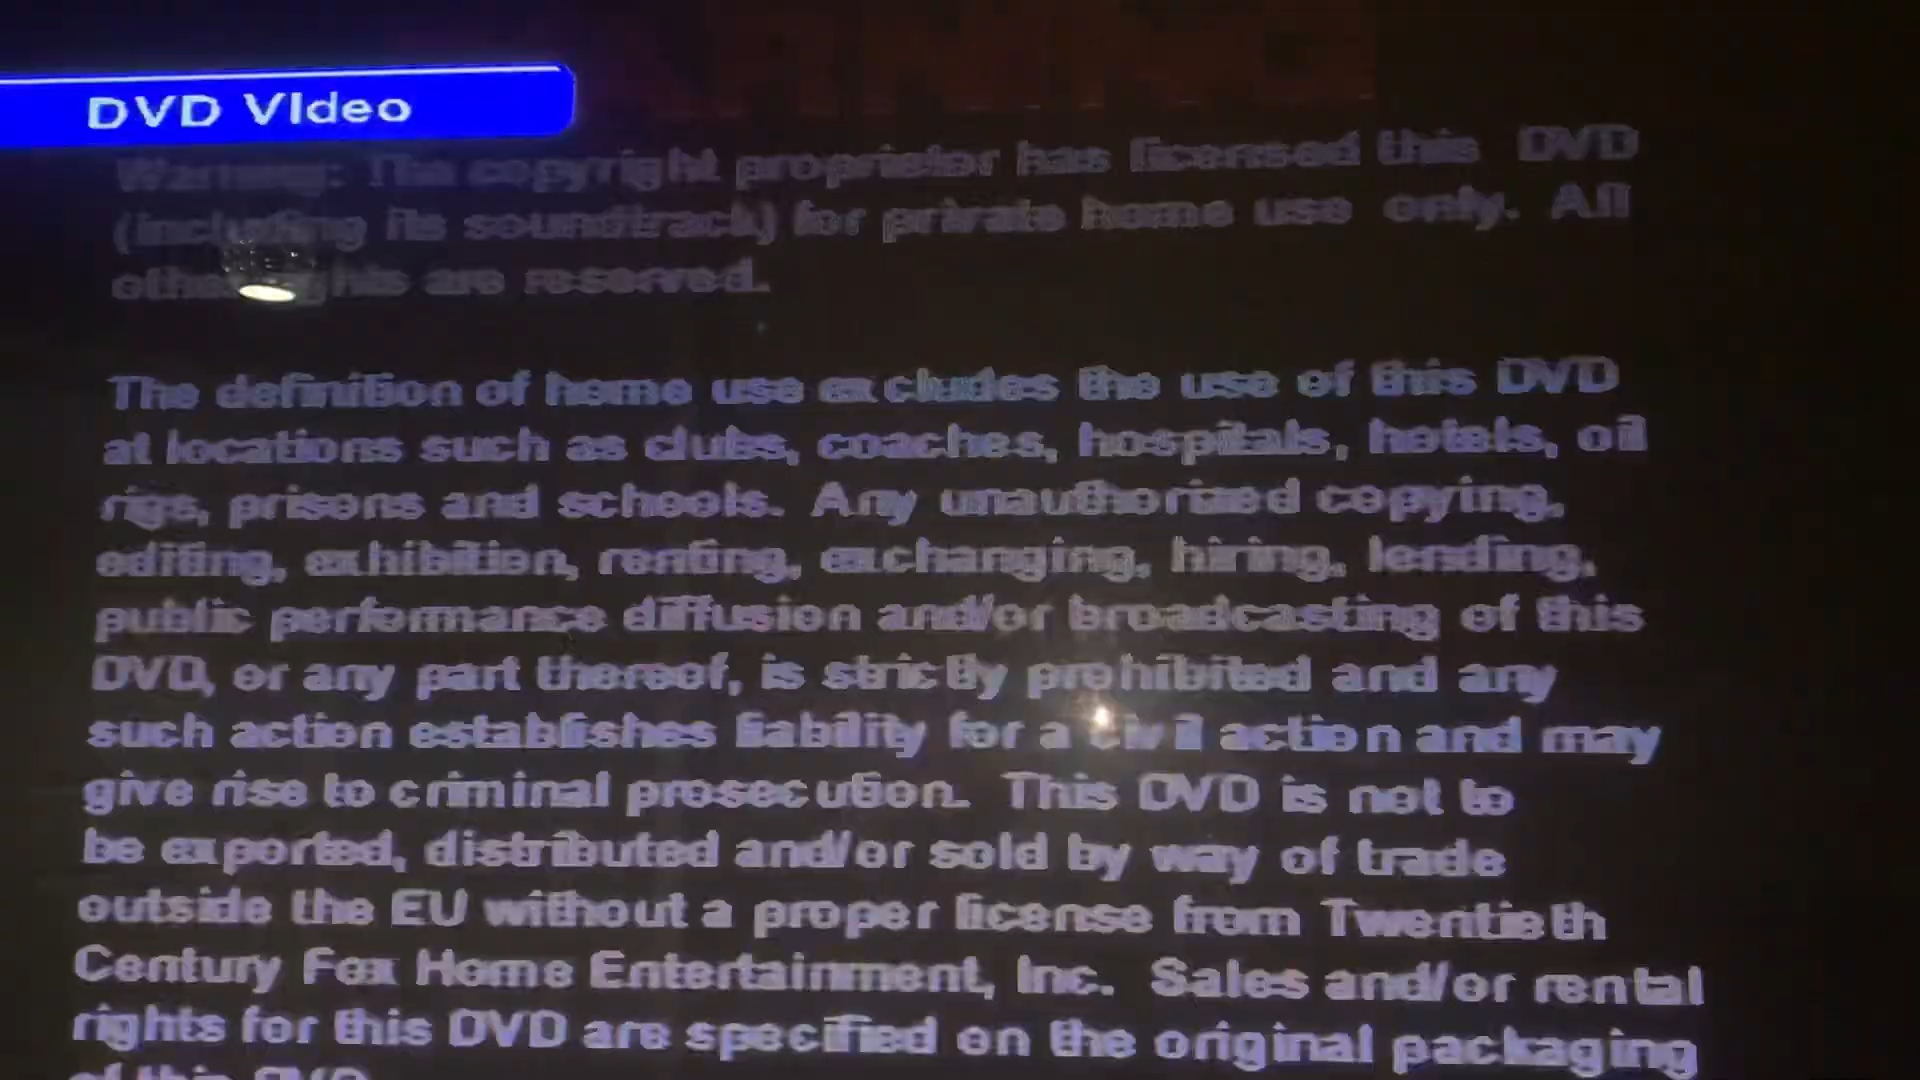 DVD Video
Warning: The copyright proprietor has licensed this DVD
(including its soundtrack) for private home use only. All
other rights are reserved.
The definition of home use excludes the use of this DVD
at locations such as clubs, coaches, hospitals, hotels, oil
rigs, prisons and schools. Any unauthorized copying,
editing, exhibition, renting, exchanging, hiring, lending,
public performance diffusion and/or broadcasting of this
DVD, or any part thereof, is strictly prohibited and any
such action establishes liability for a civil action and may
give rise to criminal prosecution. This DVD is not to
be exported, distributed and/or sold by way of trade
outside the EU without a proper license from Twentieth
Century Fox Home Entertainment, Inc. Sales and/or rental
rights for this DVD are specified on the original packaging
of this DVD